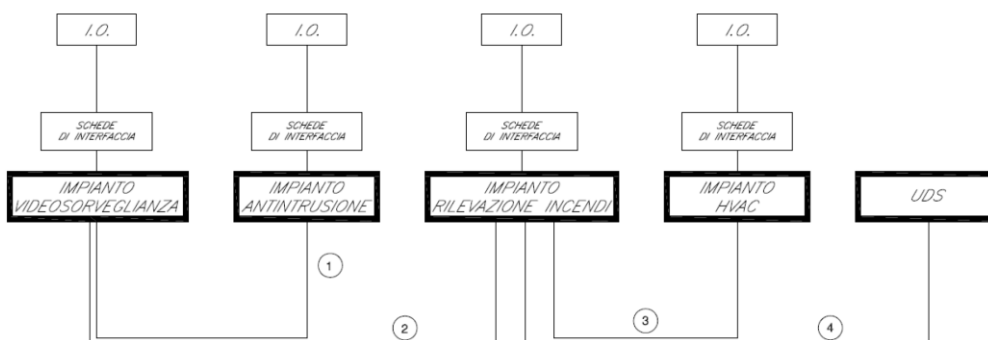 I.O.
I.O.
I.O.
I.O.
SCHEDE
DI INTERFACCIA
SCHEDE
DI INTERFACCIA
SCHEDE
DI INTERFACCIA
SCHEDE
DI INTERFACCIA
IMPIANTO
VIDEOSORVEGLIANZA
IMPIANTO
ANTINTRUSIONE
IMPIANTO
RILEVAZIONE INCENDI
IMPIANTO
HVAC
UDS
1
2
3
4